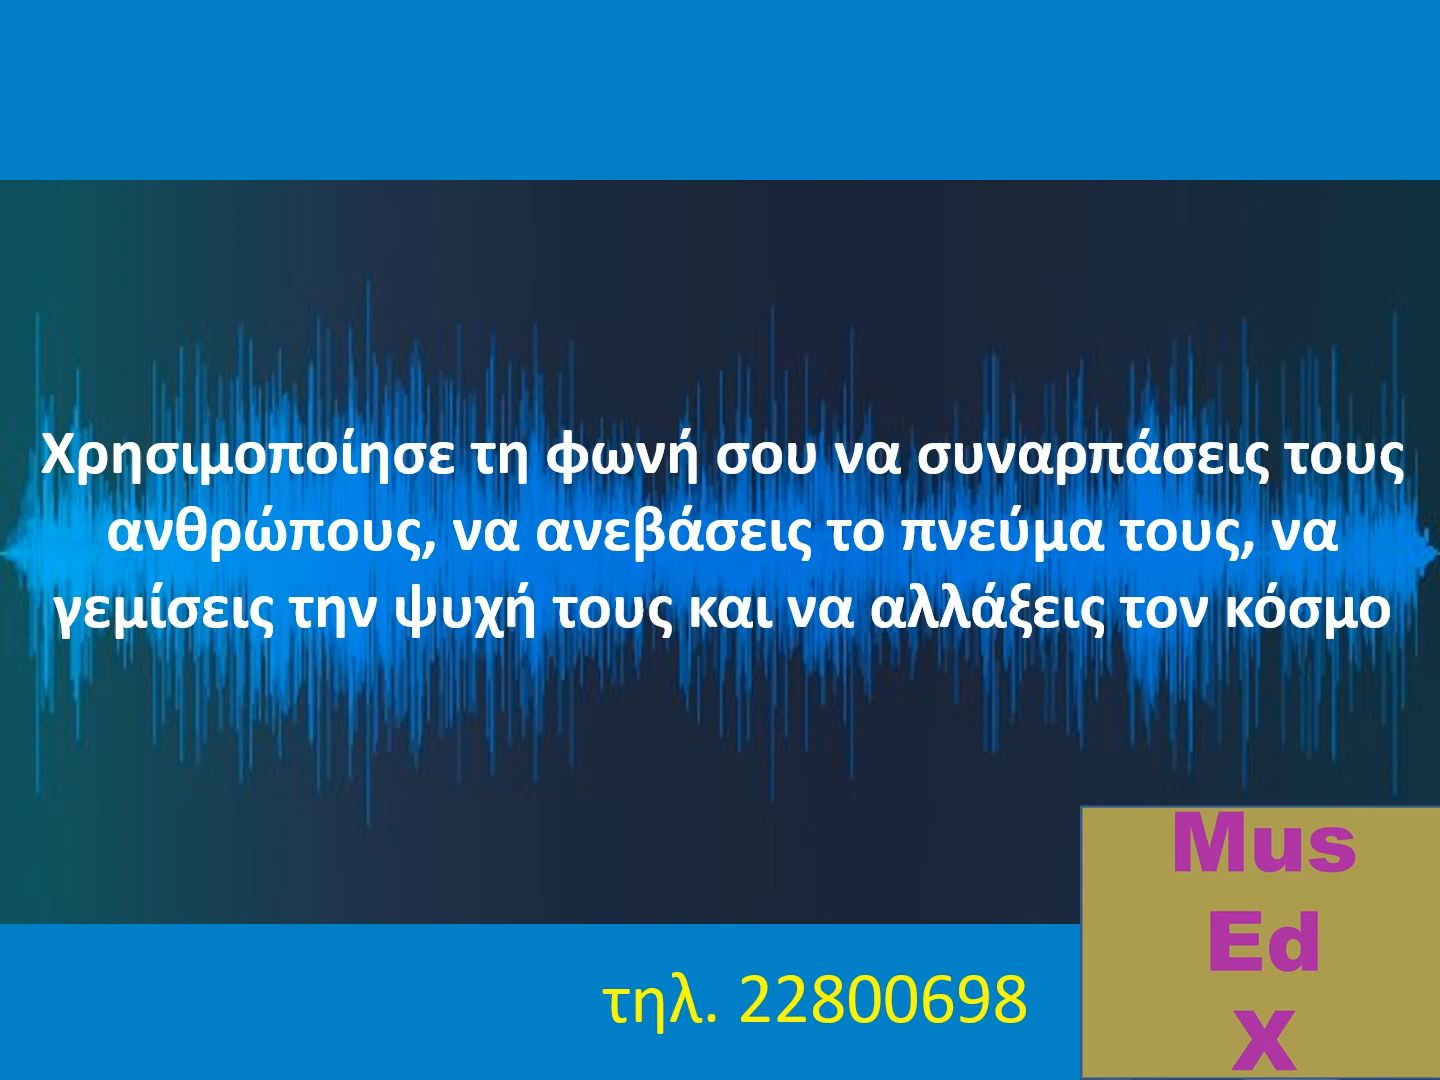 Χρησιμοποίησε τη φωνή σου να συναρπάσεις τους
ανθρώπους, να ανεβάσεις το πνεύμα τους, να
γεμίσεις την ψυχή τους και να αλλάξεις τον κόσμο
Mus
Ed
X
τηλ. 22800698